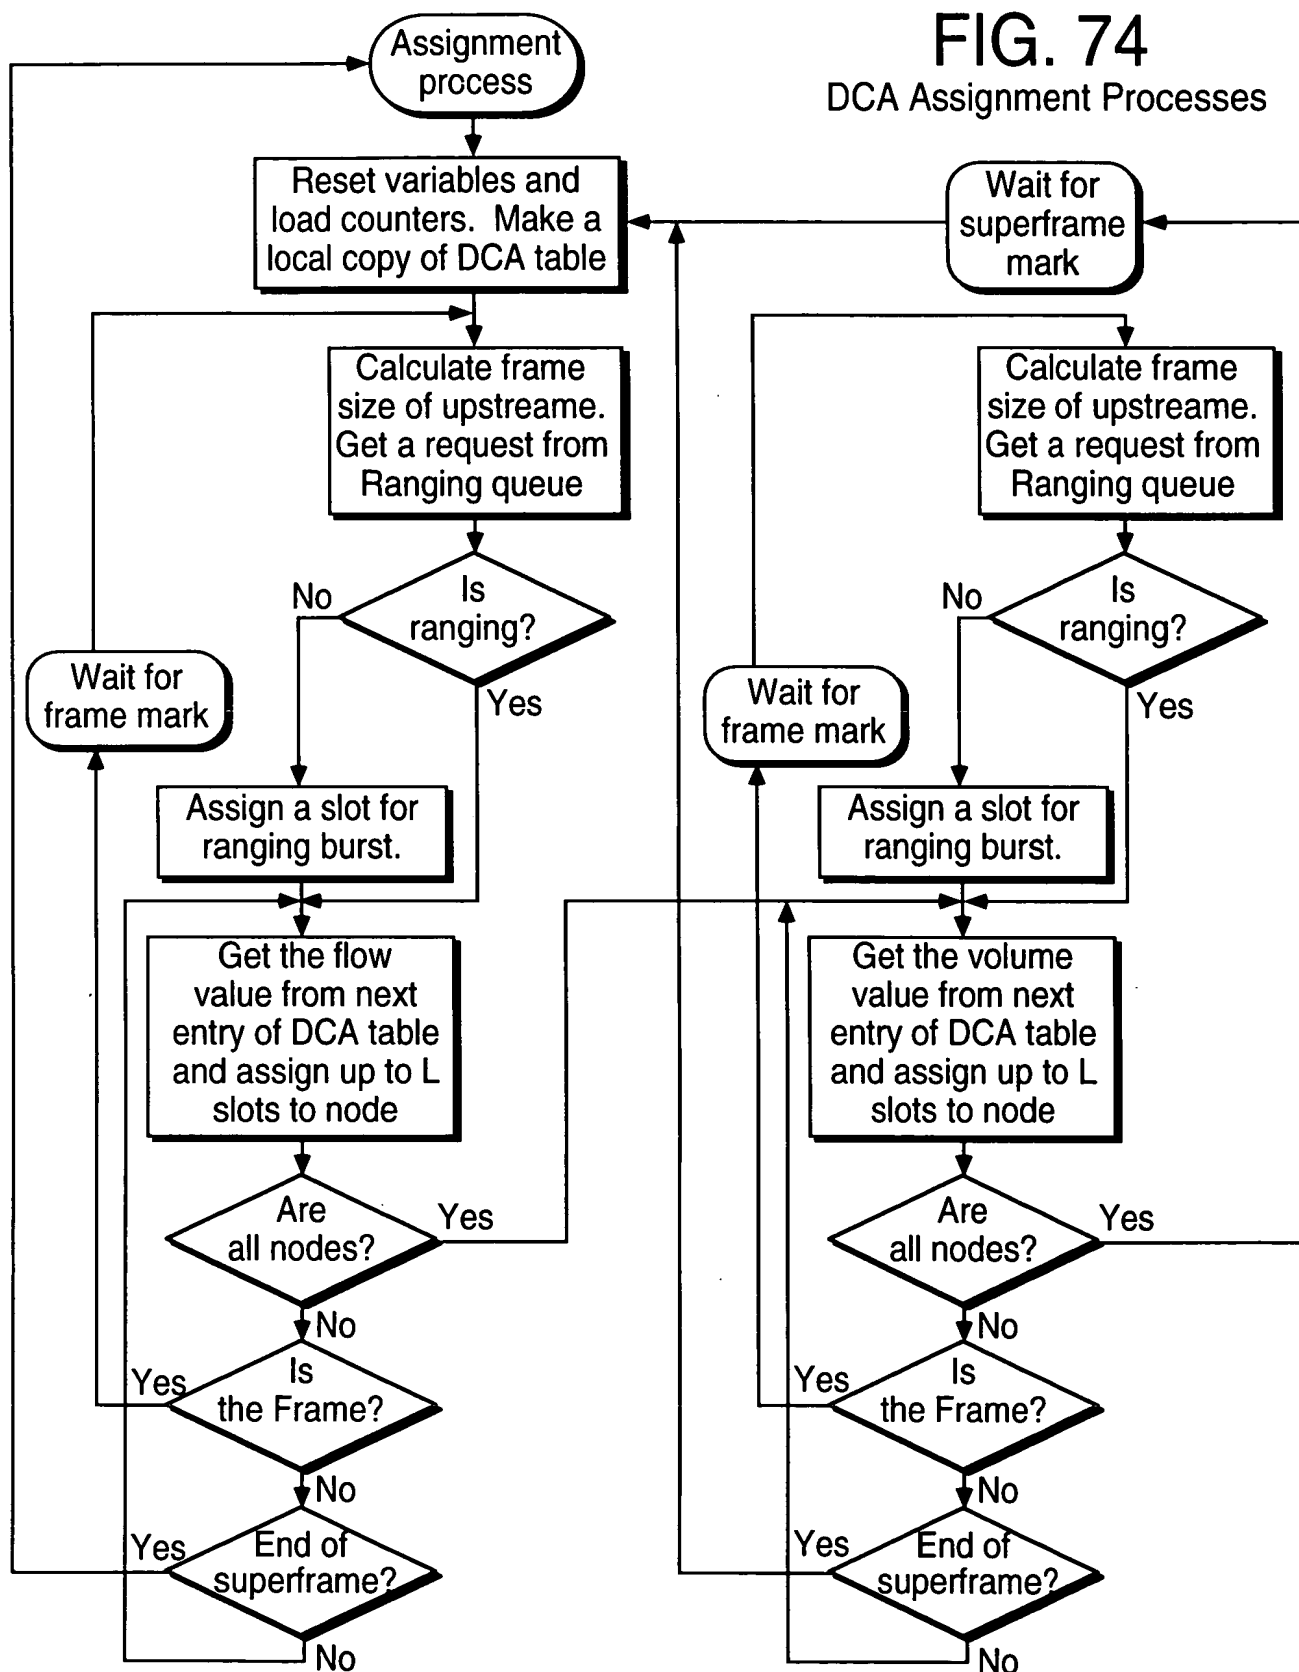 FIG. 74
DCA Assignment Processes
Assignment
process
Reset variables and
load counters. Make a
local copy of DCA table
Calculate frame
size of upstreame.
Get a request from
Ranging queue
Is
ranging?
No
Yes
Wait for
frame mark
Assign a slot for
ranging burst.
Get the flow
value from next
entry of DCA table
and assign up to L
slots to node
Are
all nodes?
Yes
No
Is
the Frame?
Yes
No
End of
superframe?
Yes
No
Wait for
superframe
mark
Calculate frame
size of upstreame.
Get a request from
Ranging queue
Is
ranging?
No
Yes
Wait for
frame mark
Assign a slot for
ranging burst.
Get the volume
value from next
entry of DCA table
and assign up to L
slots to node
Are
all nodes?
Yes
No
Is
the Frame?
Yes
No
End of
superframe?
Yes
No